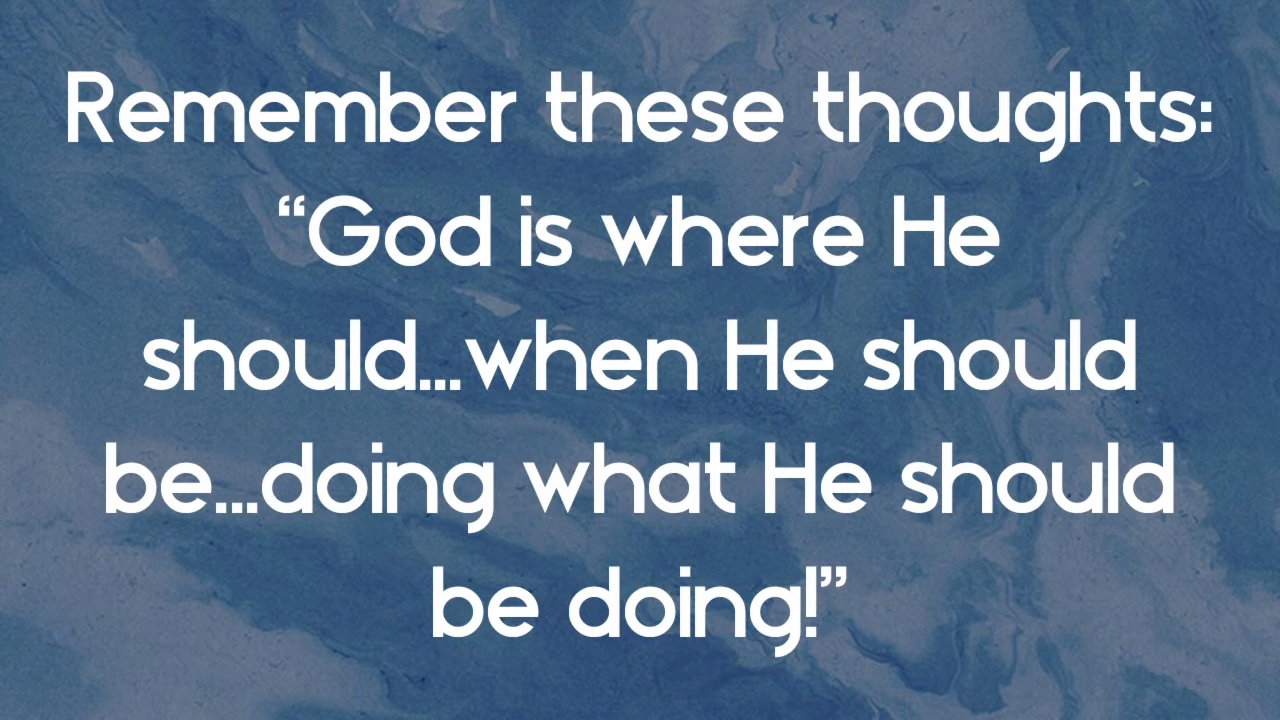 Remember these thoughts:
“God is where He
should...when He should
be...doing what He should
be doing!”